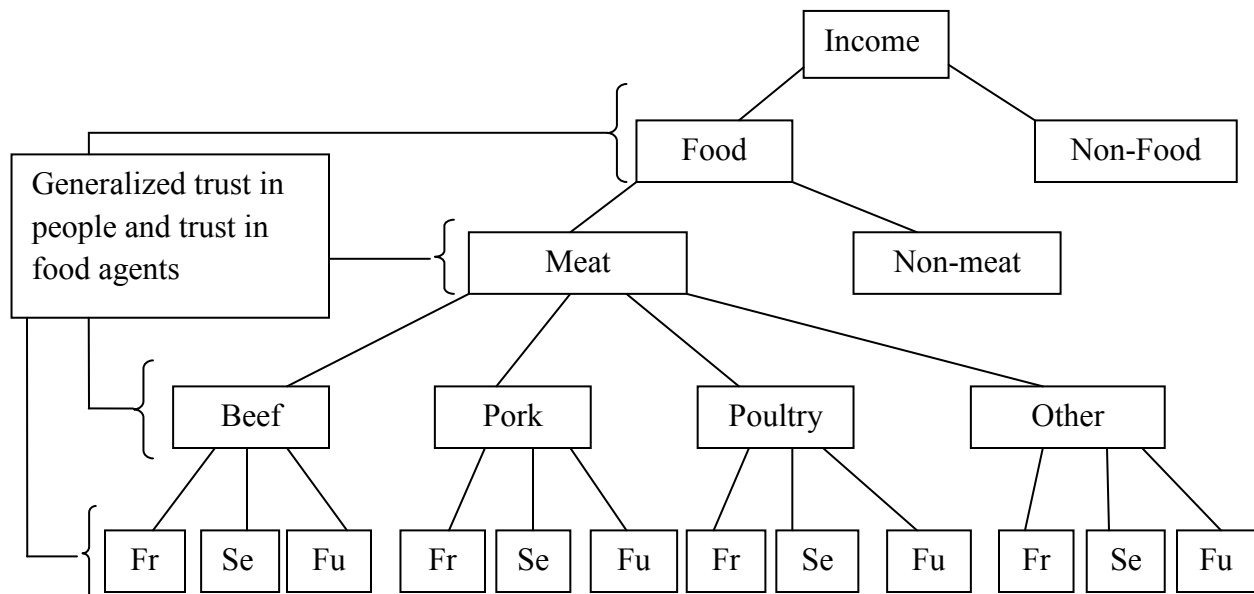 Income
Food
Non-Food
Generalized trust in
people and trust in
food agents
Meat
Non-meat
Beef
Pork
Poultry
Other
Fr
Se
Fu
Fr
Se
Fu
Fr
Se
Fu
Fr
Se
Fu